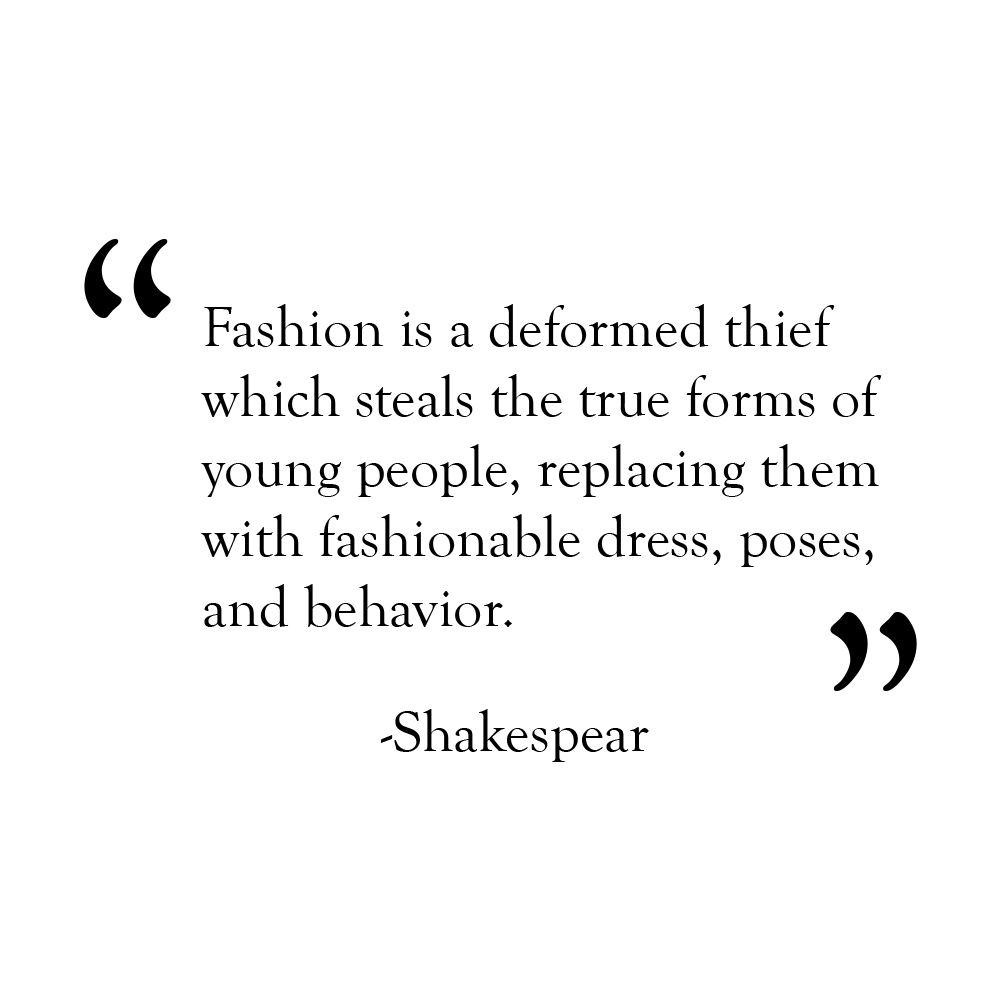 “ Fashion is a deformed thief
which steals the true forms of
young people, replacing them
with fashionable dress, poses,
and behavior. ”
-Shakespear